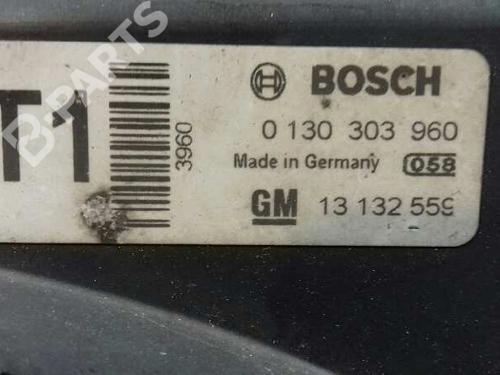 B-PARTS
T1
3960
BOSCH
0 130 303 960
Made in Germany 058
GM 13 132 559